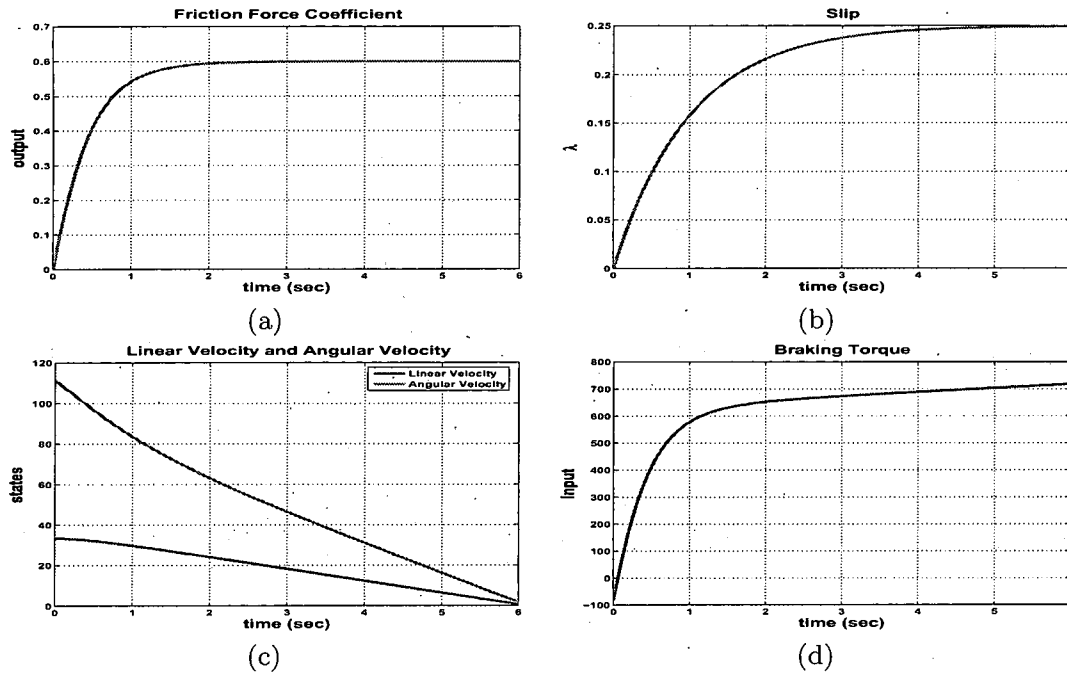 Friction Force Coefficient
0.7
0.6
0.5
0.4
0.3
0.2
0.1
0
output
0 1 2 3 4 5 6
time (sec)
(a)
Slip
0.25
0.2
0.15
0.1
0.05
0
λ
0 1 2 3 4 5
time (sec)
(b)
Linear Velocity and Angular Velocity
120
100
80
60
40
20
0
states
Linear Velocity
Angular Velocity
0 1 2 3 4 5 6
time (sec)
(c)
Braking Torque
800
700
600
500
400
300
200
100
0
-100
Input
0 1 2 3 4 5
time (sec)
(d)